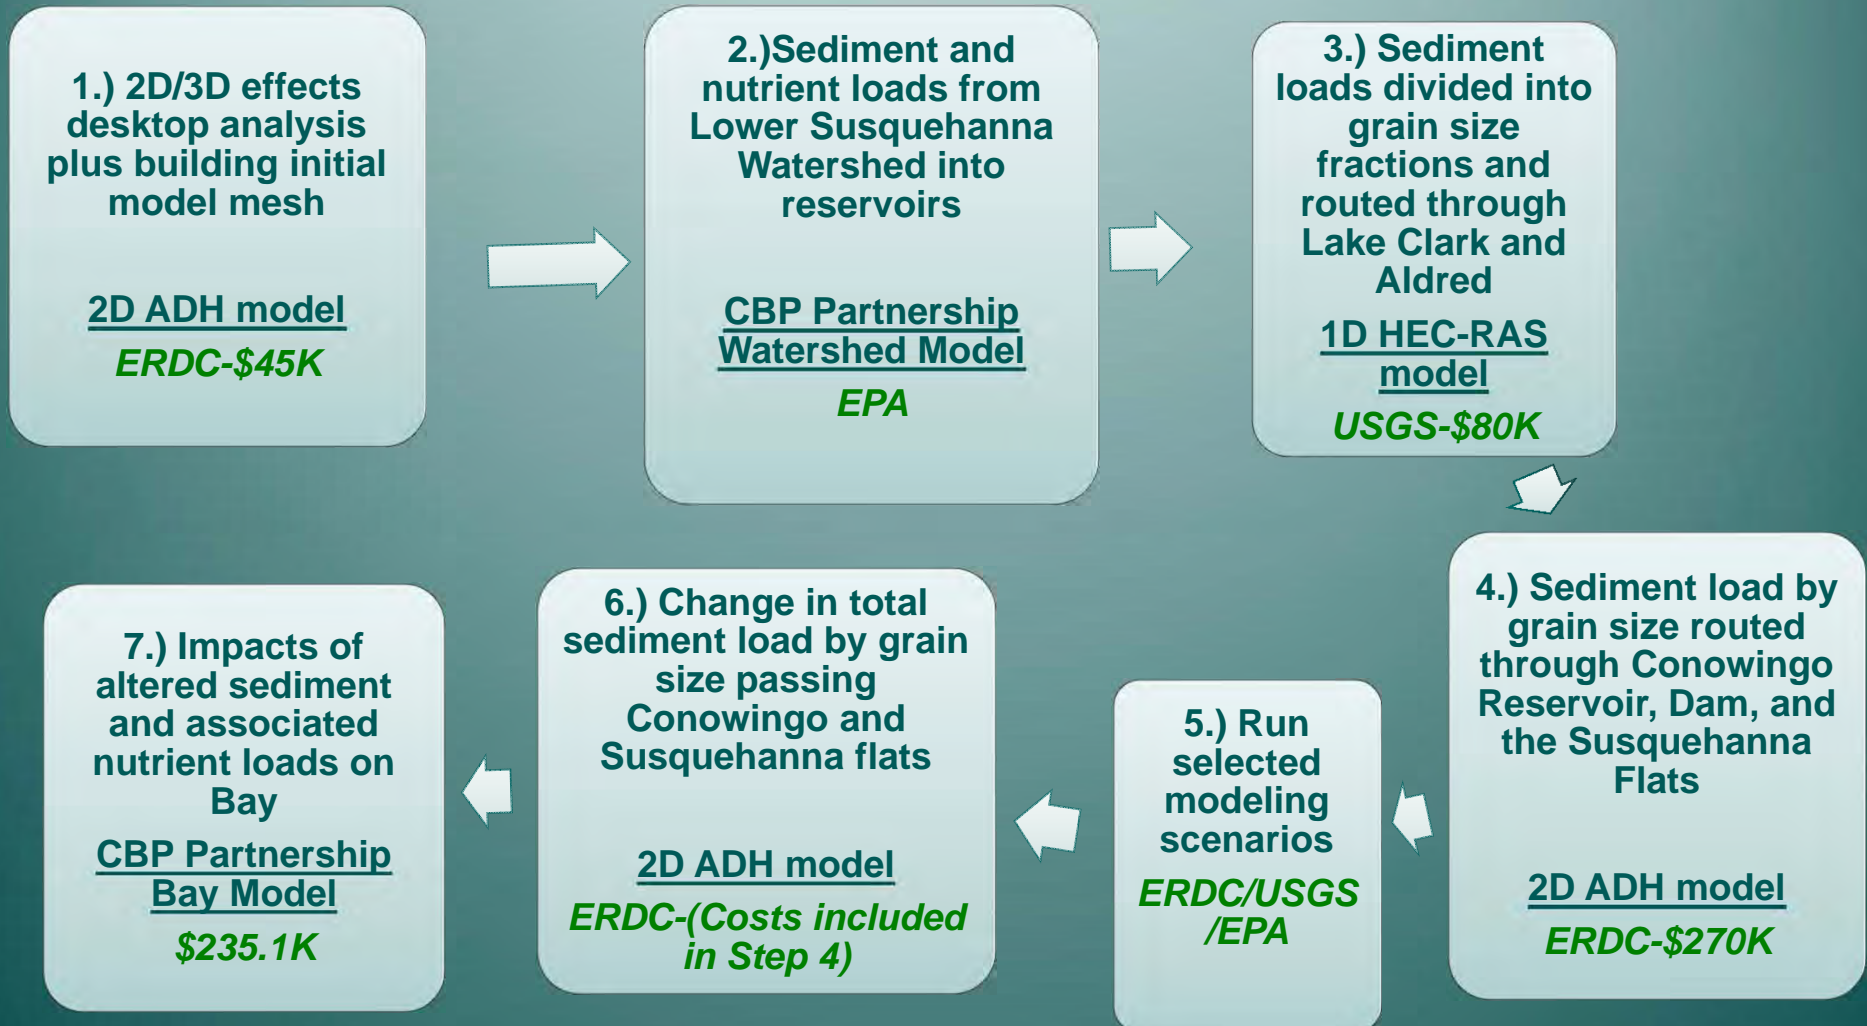 1.) 2D/3D effects
desktop analysis
plus building initial
model mesh
2D ADH model
ERDC-$45K
2.)Sediment and
nutrient loads from
Lower Susquehanna
Watershed into
reservoirs
CBP Partnership
Watershed Model
EPA
3.) Sediment
loads divided into
grain size
fractions and
routed through
Lake Clark and
Aldred
1D HEC-RAS
model
USGS-$80K
4.) Sediment load by
grain size routed
through Conowingo
Reservoir, Dam, and
the Susquehanna
Flats
2D ADH model
ERDC-$270K
5.) Run
selected
modeling
scenarios
ERDC/USGS
/EPA
6.) Change in total
sediment load by grain
size passing
Conowingo and
Susquehanna flats
2D ADH model
ERDC-(Costs included
in Step 4)
7.) Impacts of
altered sediment
and associated
nutrient loads on
Bay
CBP Partnership
Bay Model
$235.1K